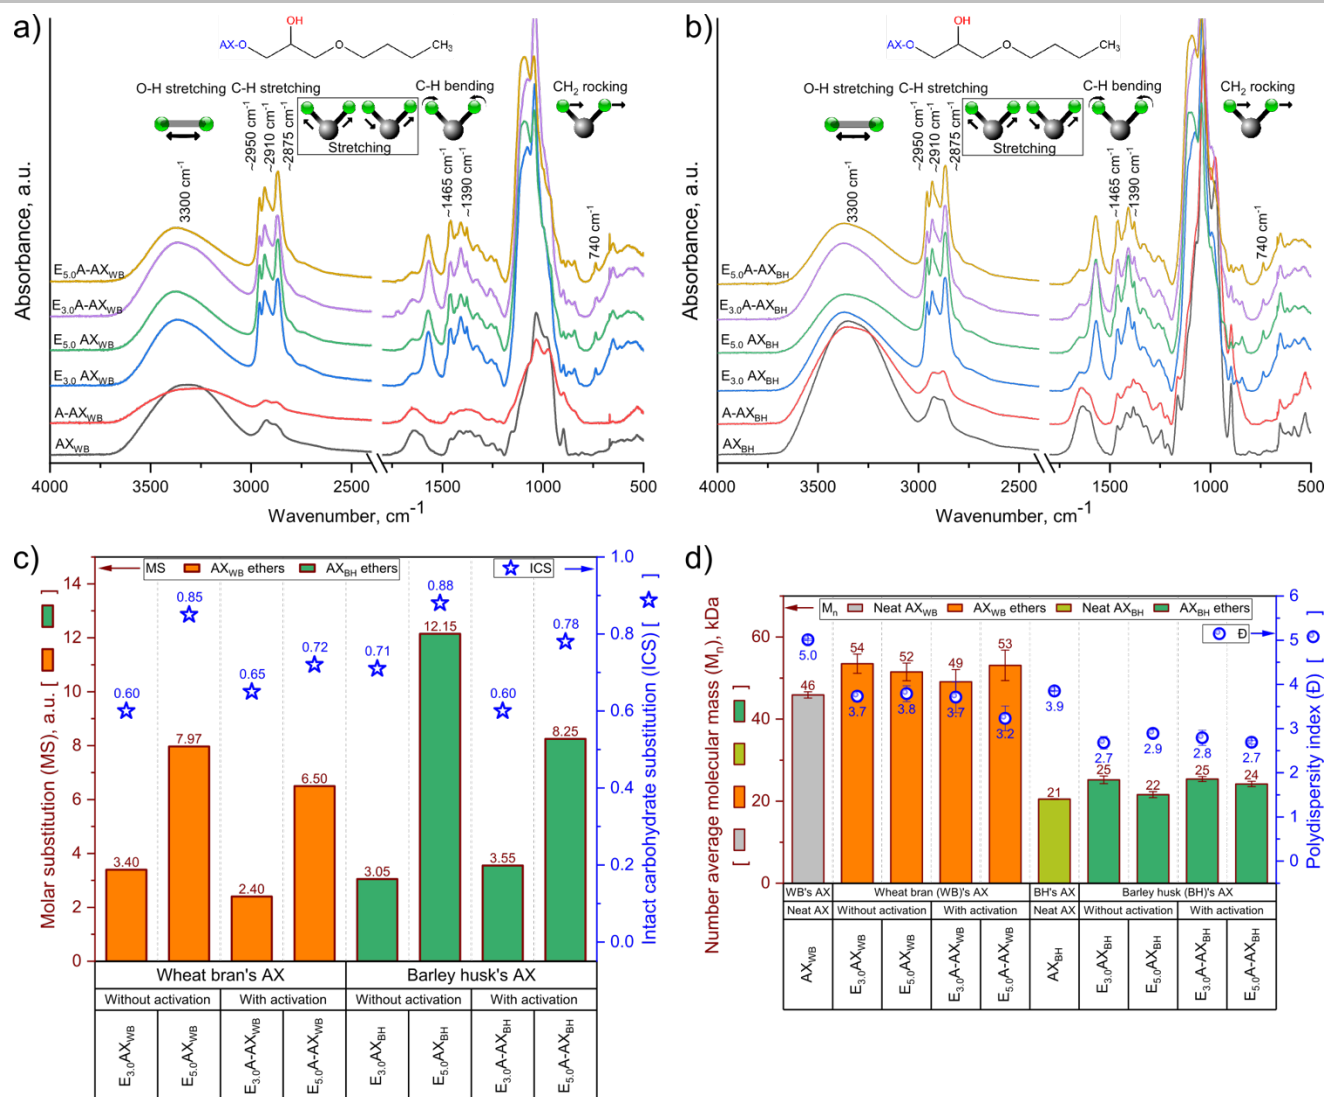 a)
OH
AX-O
O
CH3
O-H stretching
C-H stretching
C-H bending
CH2 rocking
Stretching
3300 cm-1
~2950 cm-1
~2910 cm-1
~2875 cm-1
~1465 cm-1
~1390 cm-1
740 cm-1
Absorbance, a.u.
E5.0A-AXWB
E3.0A-AXWB
E5.0 AXWB
E3.0 AXWB
A-AXWB
AXWB
4000 3500 3000 2500 1500 1000 500
Wavenumber, cm-1
b)
OH
AX-O
O
CH3
O-H stretching
C-H stretching
C-H bending
CH2 rocking
Stretching
3300 cm-1
~2950 cm-1
~2910 cm-1
~2875 cm-1
~1465 cm-1
~1390 cm-1
740 cm-1
Absorbance, a.u.
E5.0A-AXBH
E3.0A-AXBH
E5.0 AXBH
E3.0 AXBH
A-AXBH
AXBH
4000 3500 3000 2500 1500 1000 500
Wavenumber, cm-1
c)
MS AXWB ethers AXBH ethers
ICS
Molar substitution (MS), a.u. [ ]
14
12
10
8
6
4
2
0
Intact carbohydrate substitution (ICS) [ ]
1.0
0.8
0.6
0.4
0.2
0.0
0.60
0.85
0.65
0.72
0.71
0.88
0.60
0.78
3.40
7.97
2.40
6.50
3.05
12.15
3.55
8.25
Wheat bran's AX Barley husk's AX
Without activation With activation Without activation With activation
E3.0AXWB
E5.0AXWB
E3.0A-AXWB
E5.0A-AXWB
E3.0AXBH
E5.0AXBH
E3.0A-AXBH
E5.0A-AXBH
d)
Mn Neat AXWB AXWB ethers Neat AXBH AXBH ethers
Đ
Number average molecular mass (Mn), kDa
[ ]
60
40
20
0
Polydispersity index (Đ) [ ]
6
5
4
3
2
1
0
5.0
3.7
3.8
3.7
3.2
3.9
2.7
2.9
2.8
2.7
46
54
52
49
53
21
25
22
25
24
WB's AX Wheat bran (WB)'s AX BH's AX Barley husk (BH)'s AX
Neat AX Without activation With activation Neat AX Without activation With activation
AXWB
E3.0AXWB
E5.0AXWB
E3.0A-AXWB
E5.0A-AXWB
AXBH
E3.0AXBH
E5.0AXBH
E3.0A-AXBH
E5.0A-AXBH